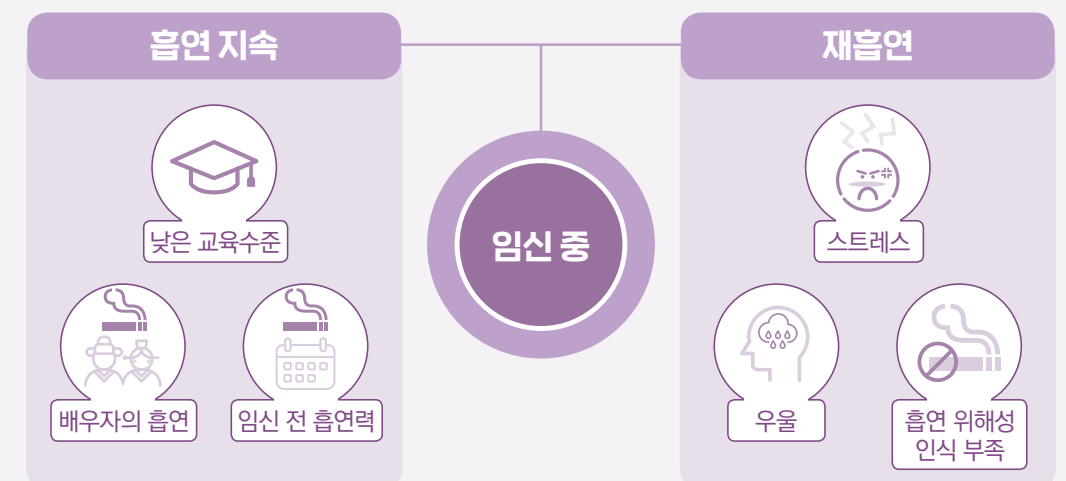 흡연 지속
재흡연
임신 중
낮은 교육수준
배우자의 흡연
임신 전 흡연력
스트레스
우울
흡연 위해성
인식 부족